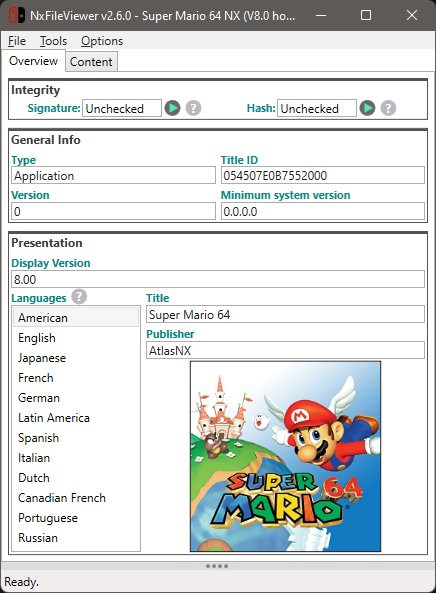 NxFileViewer v2.6.0 - Super Mario 64 NX (V8.0 ho...
File Tools Options
Overview Content
Integrity
Signature: Unchecked ? Hash: Unchecked ?
General Info
Type Title ID
Application 054507E0B7552000
Version Minimum system version
0 0.0.0.0
Presentation
Display Version
8.00
Languages ? Title
American Super Mario 64
English Publisher
Japanese AtlasNX
French
German
Latin America
Spanish
Italian
Dutch
Canadian French
Portuguese
Russian
SUPER
MARIO 64
Ready.